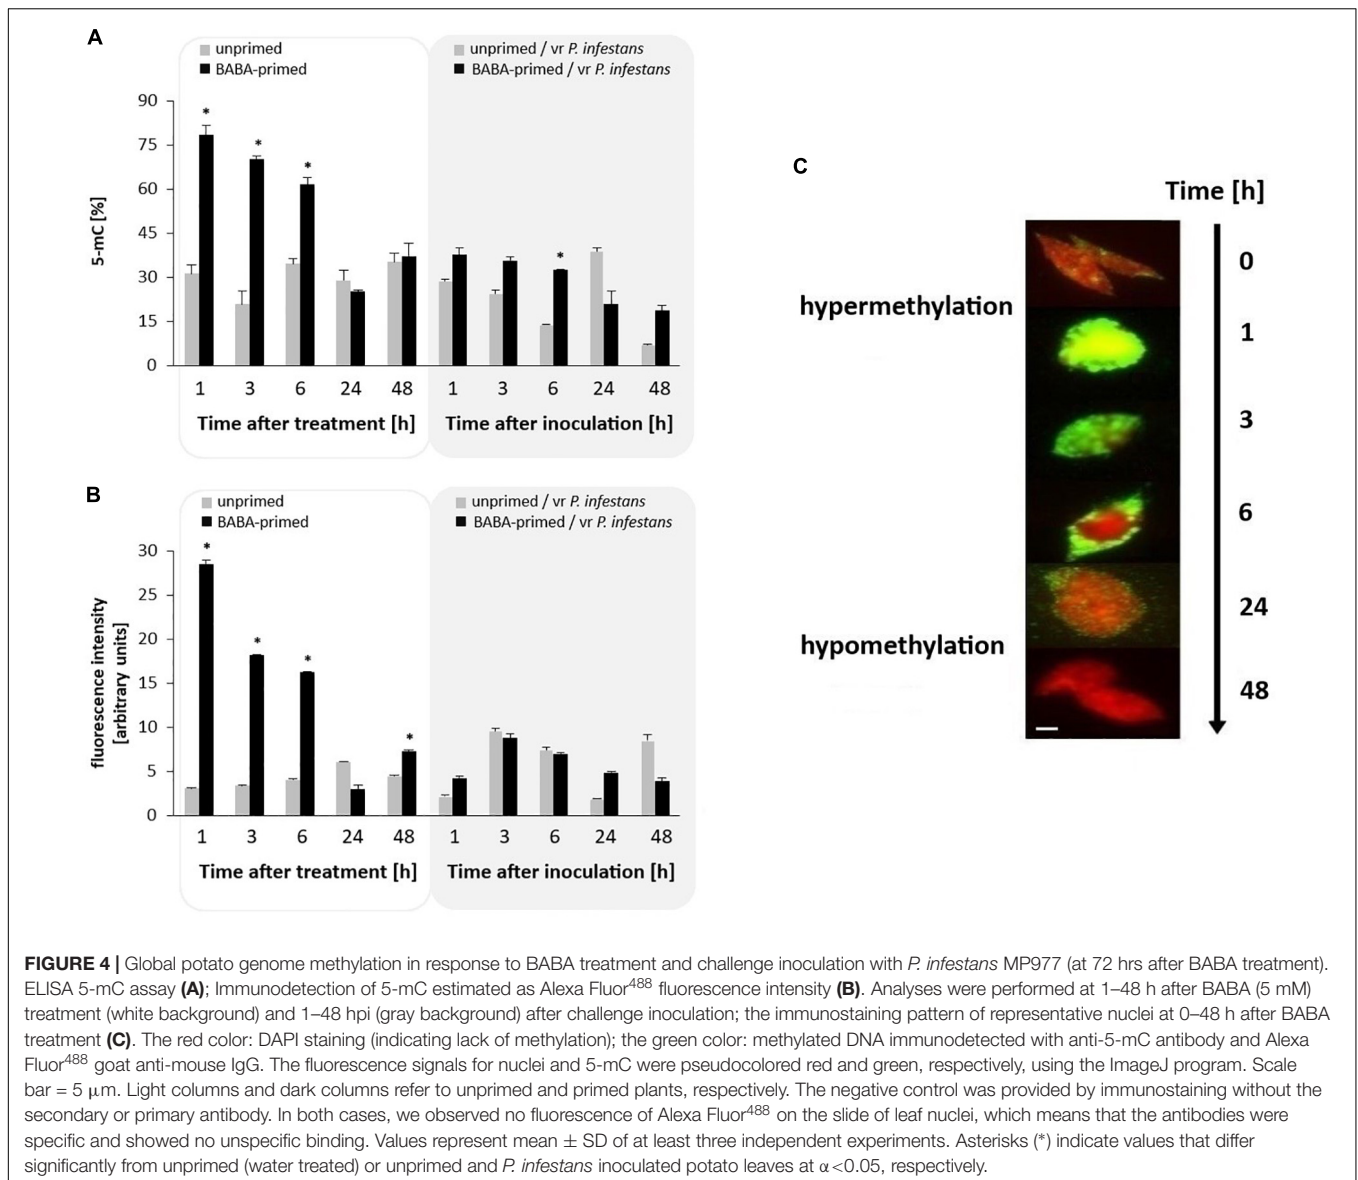 A
unprimed
BABA-primed
unprimed / vr P. infestans
BABA-primed / vr P. infestans
90
75
60
45
30
15
0
5-mC [%]
*
*
*
*
1 3 6 24 48 1 3 6 24 48
Time after treatment [h] Time after inoculation [h]
B
unprimed
BABA-primed
unprimed / vr P. infestans
BABA-primed / vr P. infestans
30
25
20
15
10
5
0
fluorescence intensity
[arbitrary units]
*
*
*
*
1 3 6 24 48 1 3 6 24 48
Time after treatment [h] Time after inoculation [h]
C
Time [h]
0
hypermethylation
1
3
6
24
hypomethylation
48
FIGURE 4 | Global potato genome methylation in response to BABA treatment and challenge inoculation with P. infestans MP977 (at 72 hrs after BABA treatment).
ELISA 5-mC assay (A); Immunodetection of 5-mC estimated as Alexa Fluor488 fluorescence intensity (B). Analyses were performed at 1–48 h after BABA (5 mM)
treatment (white background) and 1–48 hpi (gray background) after challenge inoculation; the immunostaining pattern of representative nuclei at 0–48 h after BABA
treatment (C). The red color: DAPI staining (indicating lack of methylation); the green color: methylated DNA immunodetected with anti-5-mC antibody and Alexa
Fluor488 goat anti-mouse IgG. The fluorescence signals for nuclei and 5-mC were pseudocolored red and green, respectively, using the ImageJ program. Scale
bar = 5 μm. Light columns and dark columns refer to unprimed and primed plants, respectively. The negative control was provided by immunostaining without the
secondary or primary antibody. In both cases, we observed no fluorescence of Alexa Fluor488 on the slide of leaf nuclei, which means that the antibodies were
specific and showed no unspecific binding. Values represent mean ± SD of at least three independent experiments. Asterisks (*) indicate values that differ
significantly from unprimed (water treated) or unprimed and P. infestans inoculated potato leaves at α<0.05, respectively.